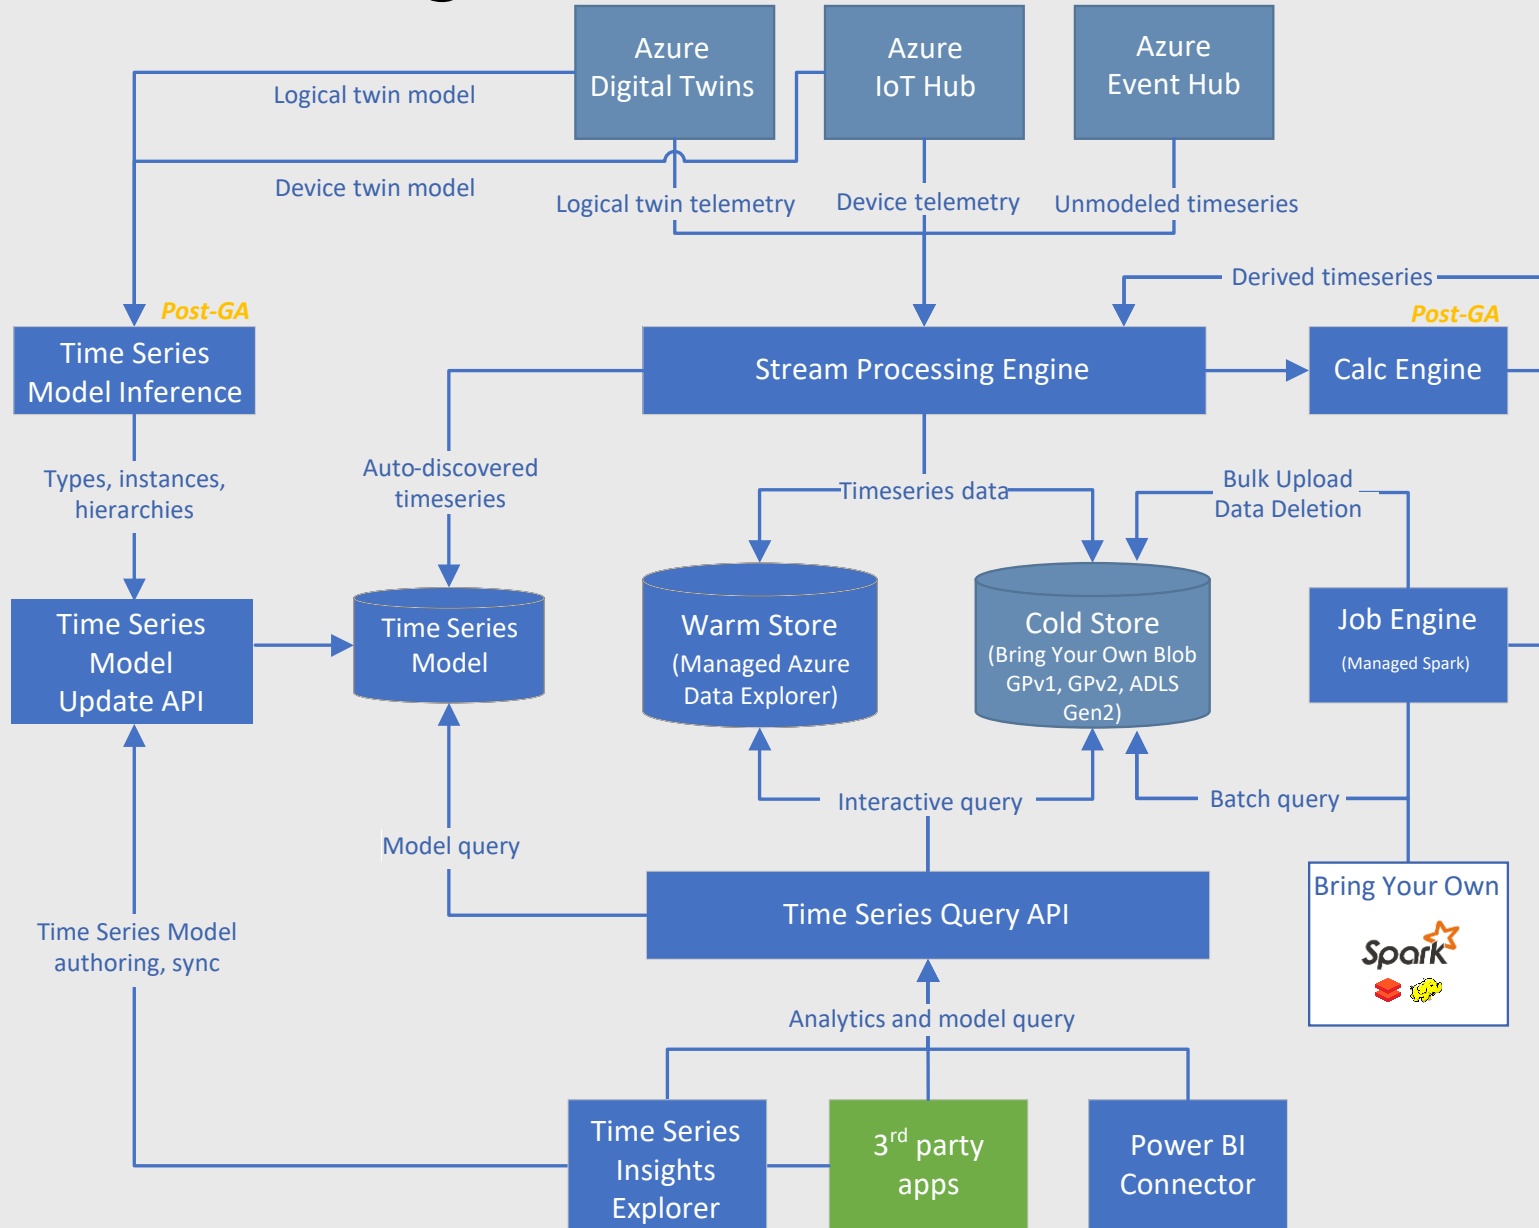 Azure
Digital Twins
Azure
IoT Hub
Azure
Event Hub
Logical twin model
Device twin model
Logical twin telemetry
Device telemetry
Unmodeled timeseries
Derived timeseries
Post-GA
Post-GA
Time Series
Model Inference
Stream Processing Engine
Calc Engine
Types, instances,
hierarchies
Auto-discovered
timeseries
Timeseries data
Bulk Upload
Data Deletion
Time Series
Model
Update API
Time Series
Model
Warm Store
(Managed Azure
Data Explorer)
Cold Store
(Bring Your Own Blob
GPv1, GPv2, ADLS
Gen2)
Job Engine
(Managed Spark)
Interactive query
Batch query
Model query
Time Series Query API
Bring Your Own
Spark
Time Series Model
authoring, sync
Analytics and model query
Time Series
Insights
Explorer
3rd party
apps
Power BI
Connector